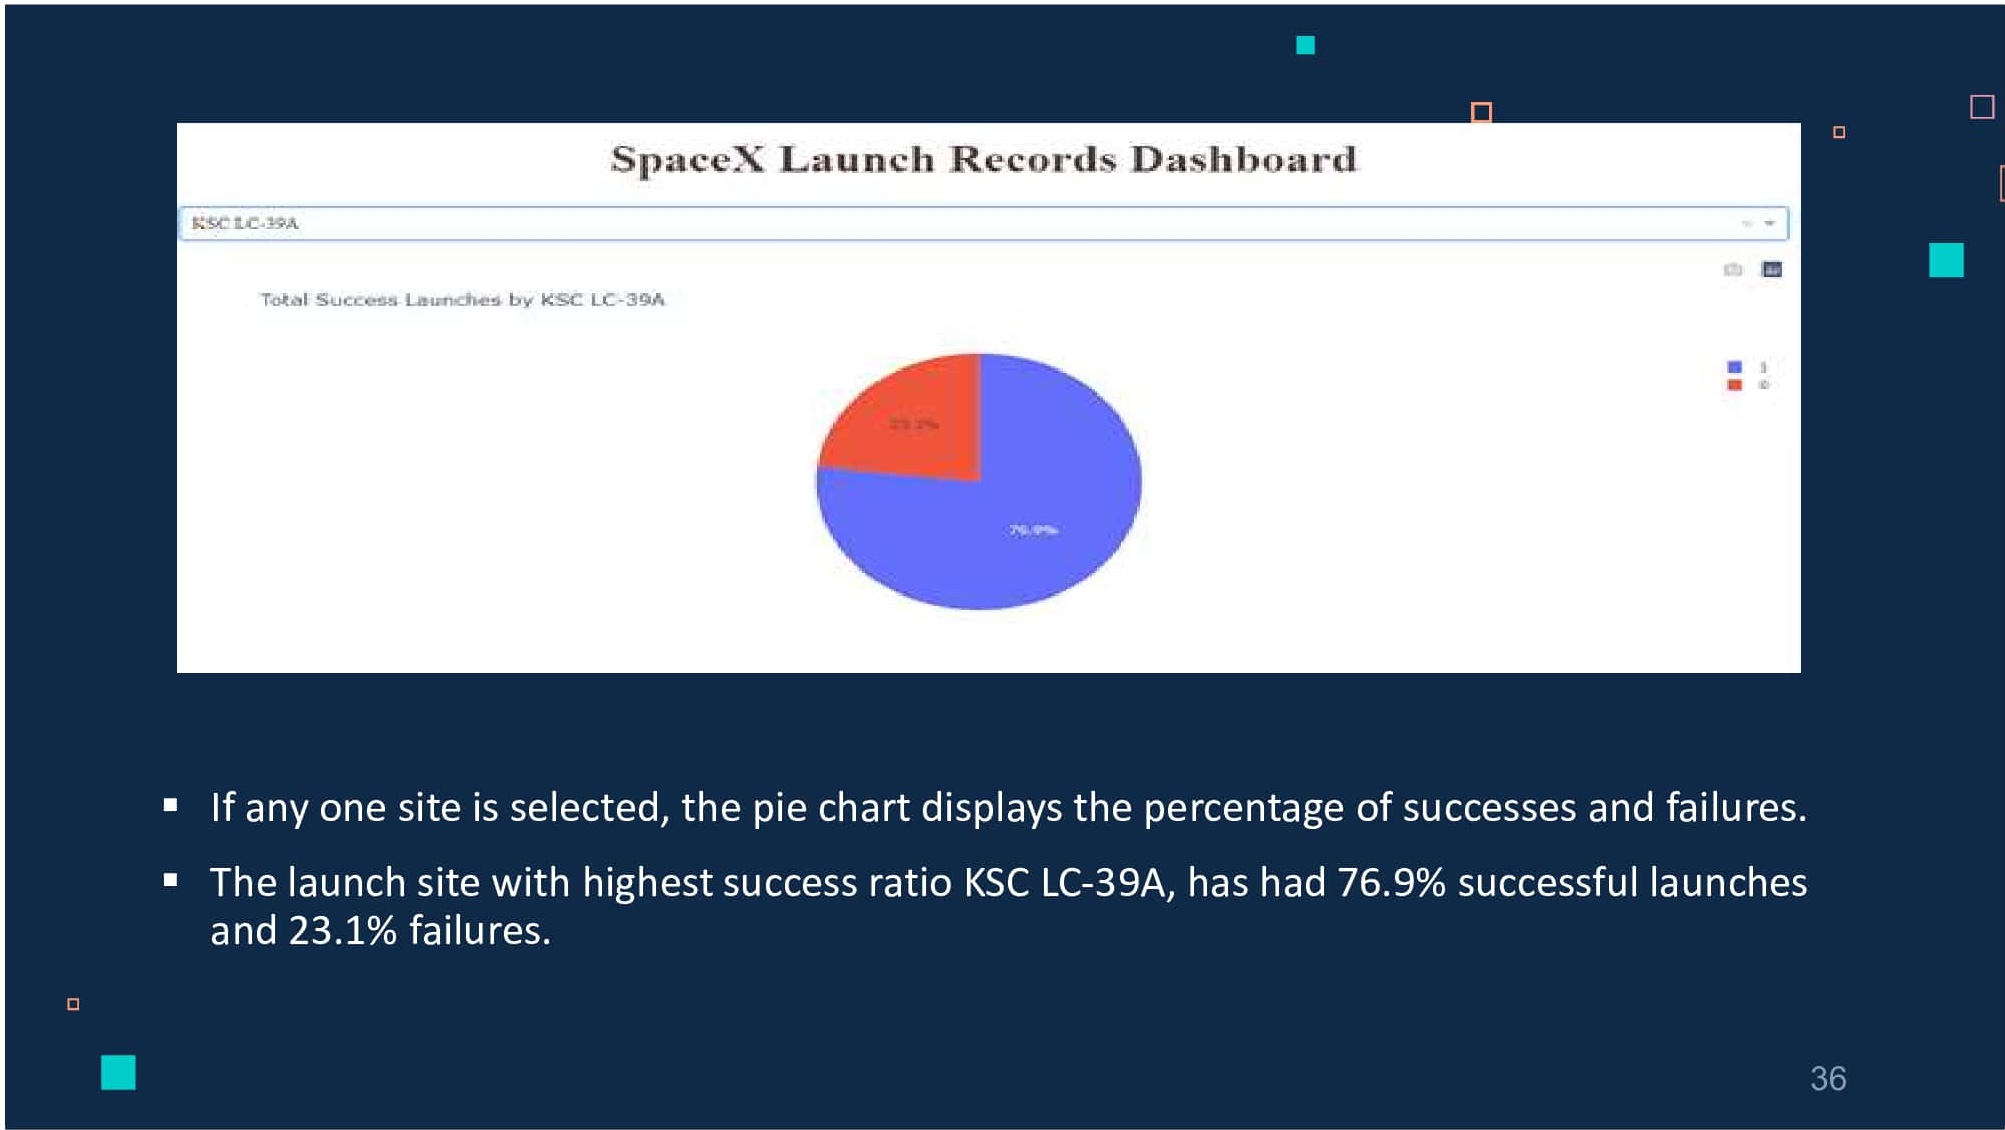 SpaceX Launch Records Dashboard
KSC LC-39A
Total Success Launches by KSC LC-39A
1
0
23.1%
76.9%
▪ If any one site is selected, the pie chart displays the percentage of successes and failures.
▪ The launch site with highest success ratio KSC LC-39A, has had 76.9% successful launches
and 23.1% failures.
36